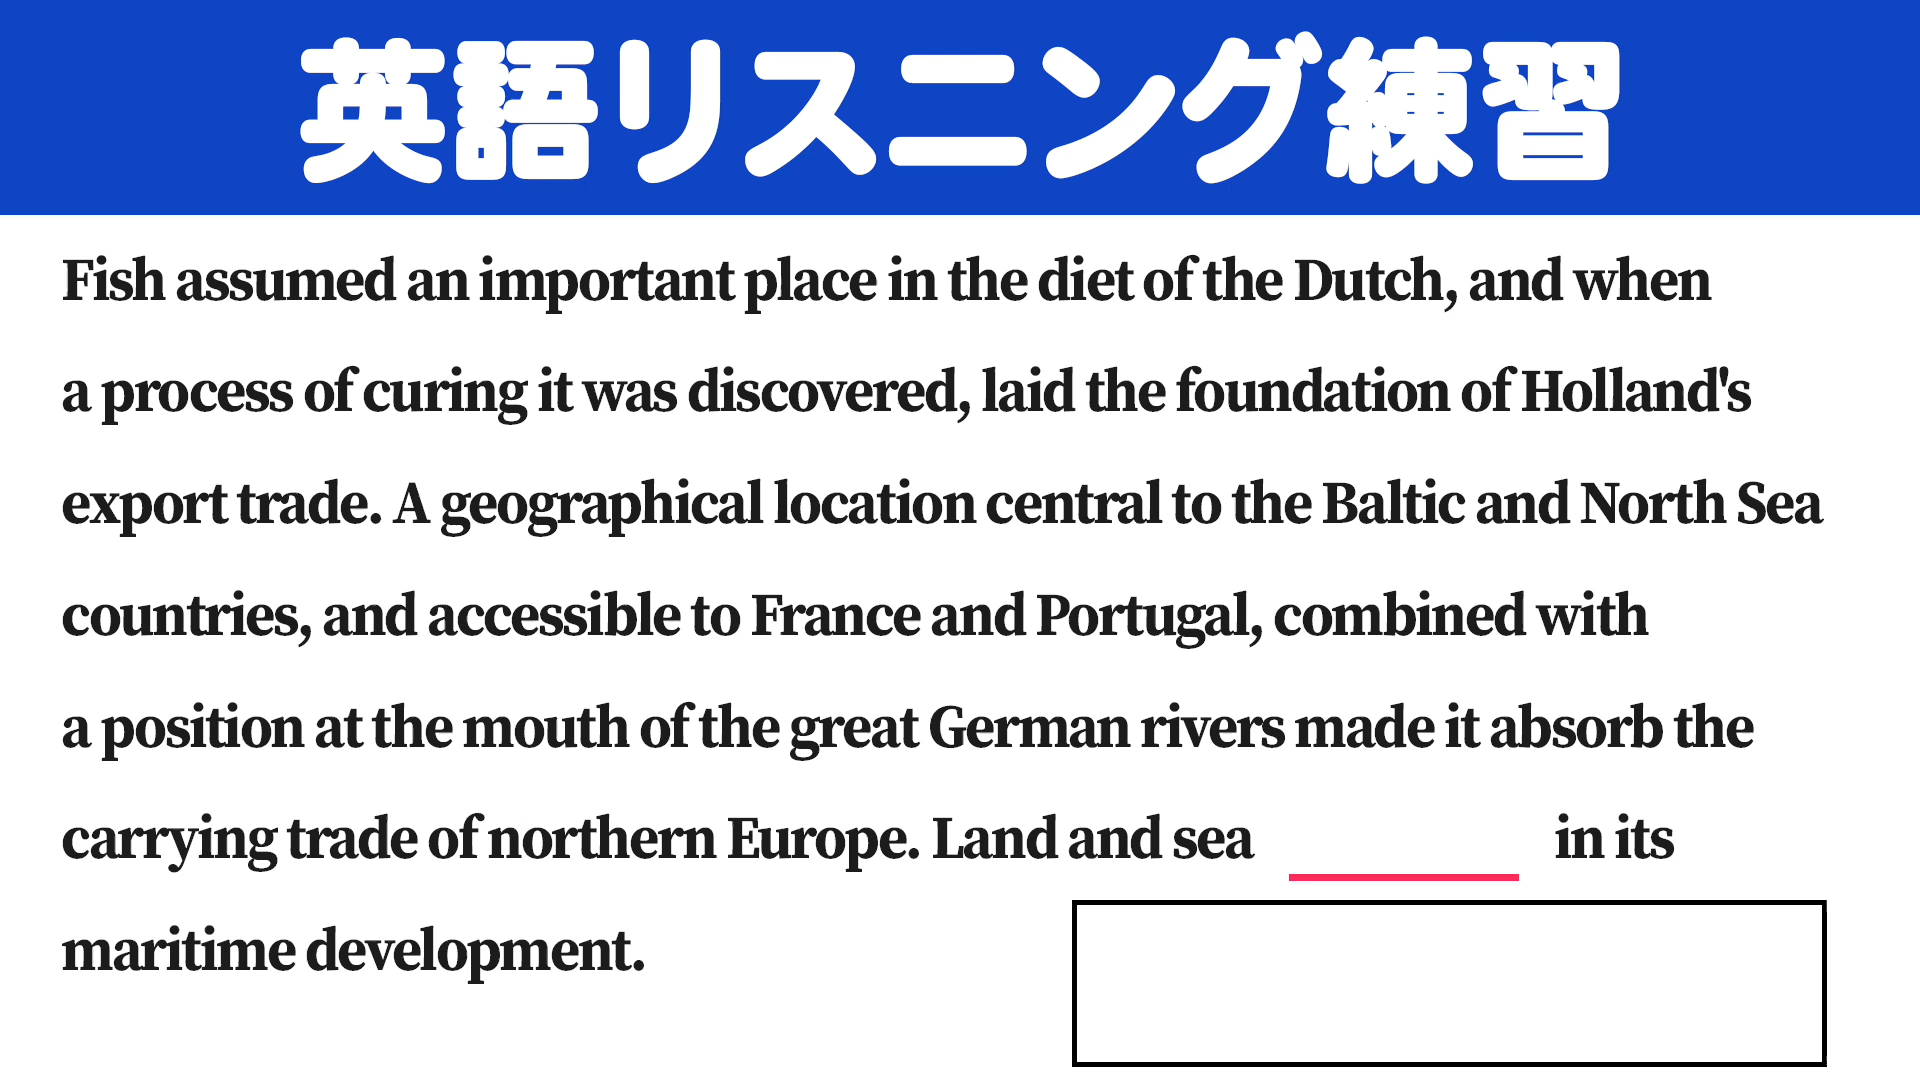 英語リスニング練習
Fish assumed an important place in the diet of the Dutch, and when
a process of curing it was discovered, laid the foundation of Holland's
export trade. A geographical location central to the Baltic and North Sea
countries, and accessible to France and Portugal, combined with
a position at the mouth of the great German rivers made it absorb the
carrying trade of northern Europe. Land and sea in its
maritime development.